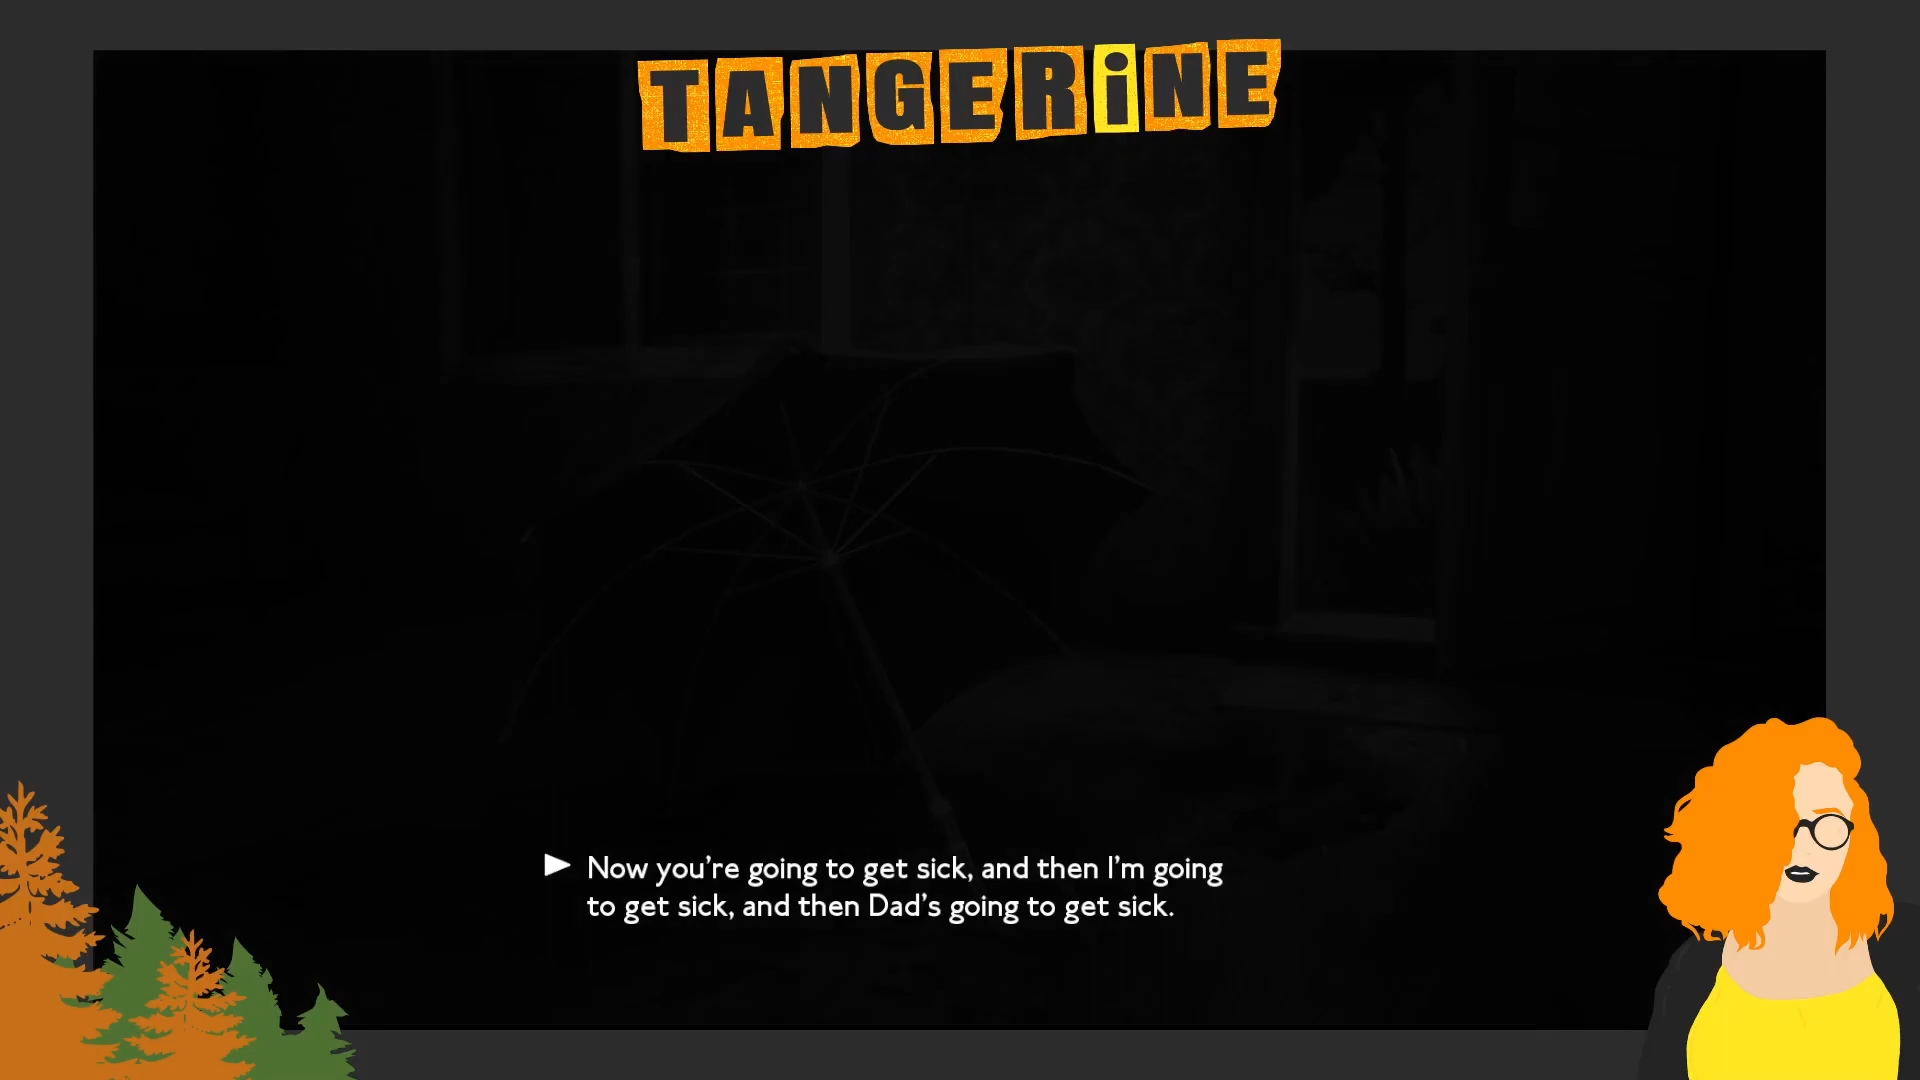 TANGERiNE
Now you’re going to get sick, and then I’m going
to get sick, and then Dad’s going to get sick.